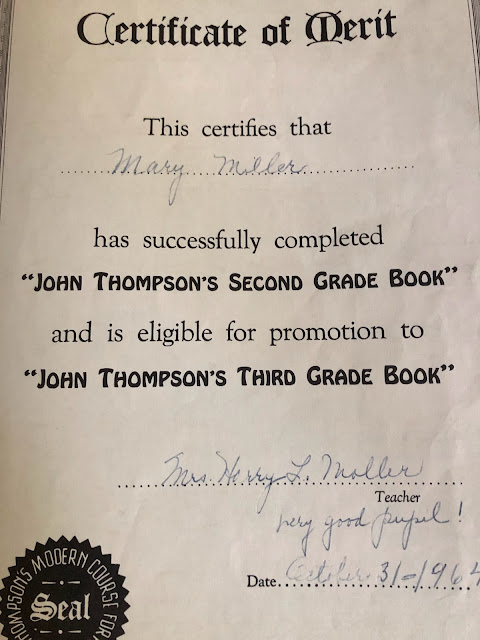 Certificate of Merit
This certifies that
Mary Miller
has successfully completed
“JOHN THOMPSON'S SECOND GRADE BOOK”
and is eligible for promotion to
“JOHN THOMPSON'S THIRD GRADE BOOK”
Mrs. Harry L. Moller
Teacher
very good pupil!
Date October 31-1964
THOMPSON'S MODERN COURSE FOR
Seal